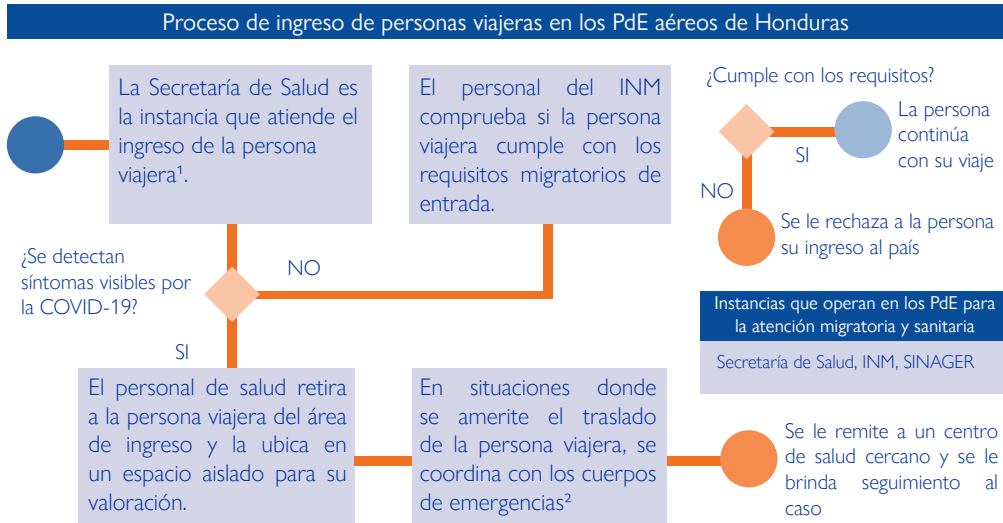 Proceso de ingreso de personas viajeras en los PdE aéreos de Honduras
La Secretaría de Salud es
la instancia que atiende el
ingreso de la persona
viajera¹.
El personal del INM
comprueba si la persona
viajera cumple con los
requisitos migratorios de
entrada.
¿Cumple con los requisitos?
La persona
continúa
con su viaje
SI
NO
Se le rechaza a la persona
su ingreso al país
¿Se detectan
síntomas visibles por
la COVID-19?
NO
SI
Instancias que operan en los PdE para
la atención migratoria y sanitaria
Secretaría de Salud, INM, SINAGER
El personal de salud retira
a la persona viajera del área
de ingreso y la ubica en
un espacio aislado para su
valoración.
En situaciones donde
se amerite el traslado
de la persona viajera, se
coordina con los cuerpos
de emergencias²
Se le remite a un centro
de salud cercano y se le
brinda seguimiento al
caso